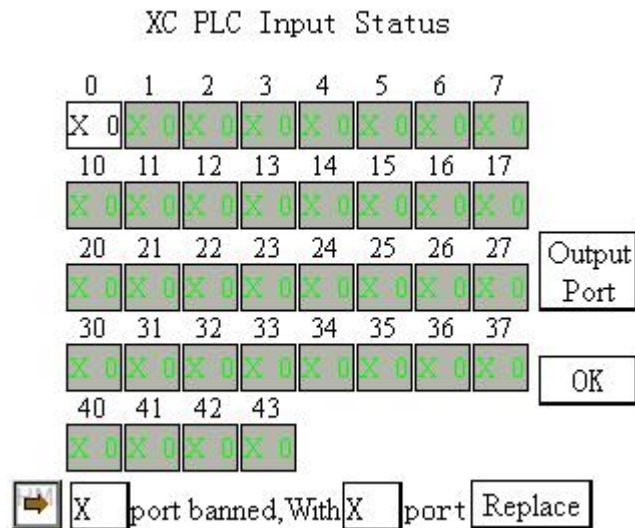 XC PLC Input Status
0 1 2 3 4 5 6 7
X 0 X 0 X 0 X 0 X 0 X 0 X 0 X 0
10 11 12 13 14 15 16 17
X 0 X 0 X 0 X 0 X 0 X 0 X 0 X 0
20 21 22 23 24 25 26 27
X 0 X 0 X 0 X 0 X 0 X 0 X 0 X 0
Output
Port
30 31 32 33 34 35 36 37
X 0 X 0 X 0 X 0 X 0 X 0 X 0 X 0
OK
40 41 42 43
X 0 X 0 X 0 X 0
X port banned,With X port Replace